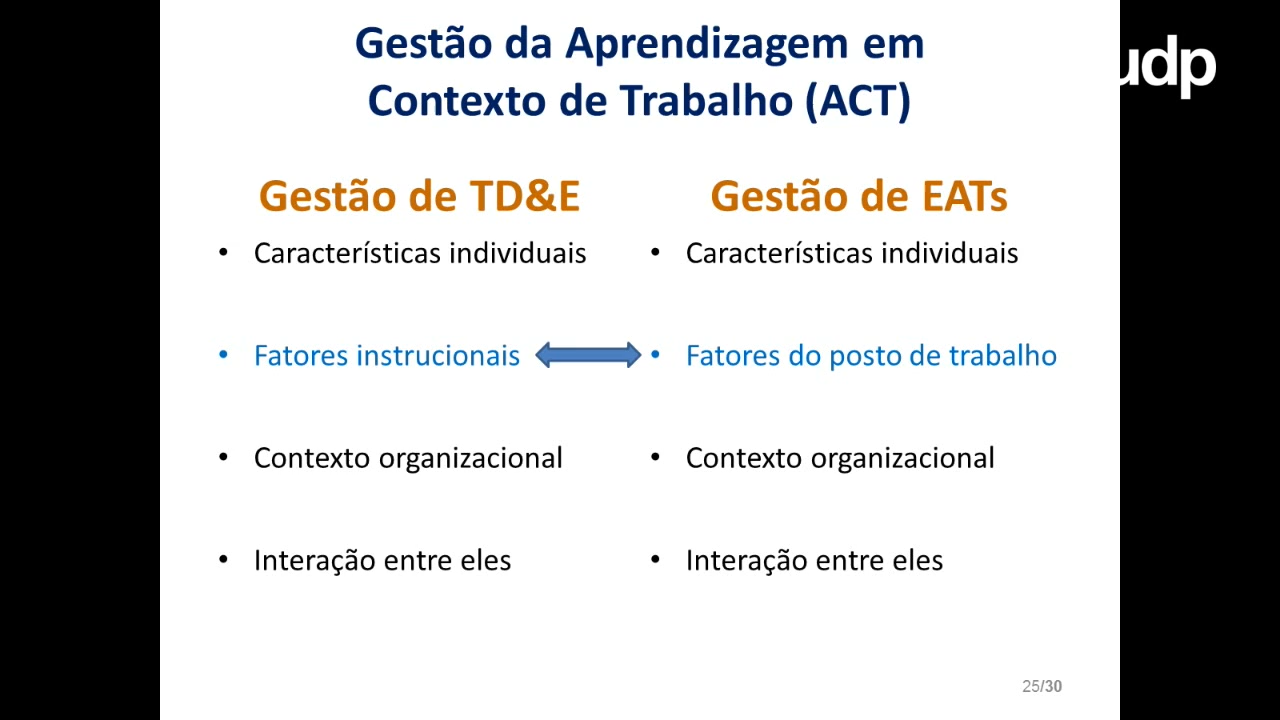 Gestão da Aprendizagem em
Contexto de Trabalho (ACT)
udp
Gestão de TD&E
• Características individuais
• Fatores instrucionais
• Contexto organizacional
• Interação entre eles
Gestão de EATs
• Características individuais
• Fatores do posto de trabalho
• Contexto organizacional
• Interação entre eles
25/30